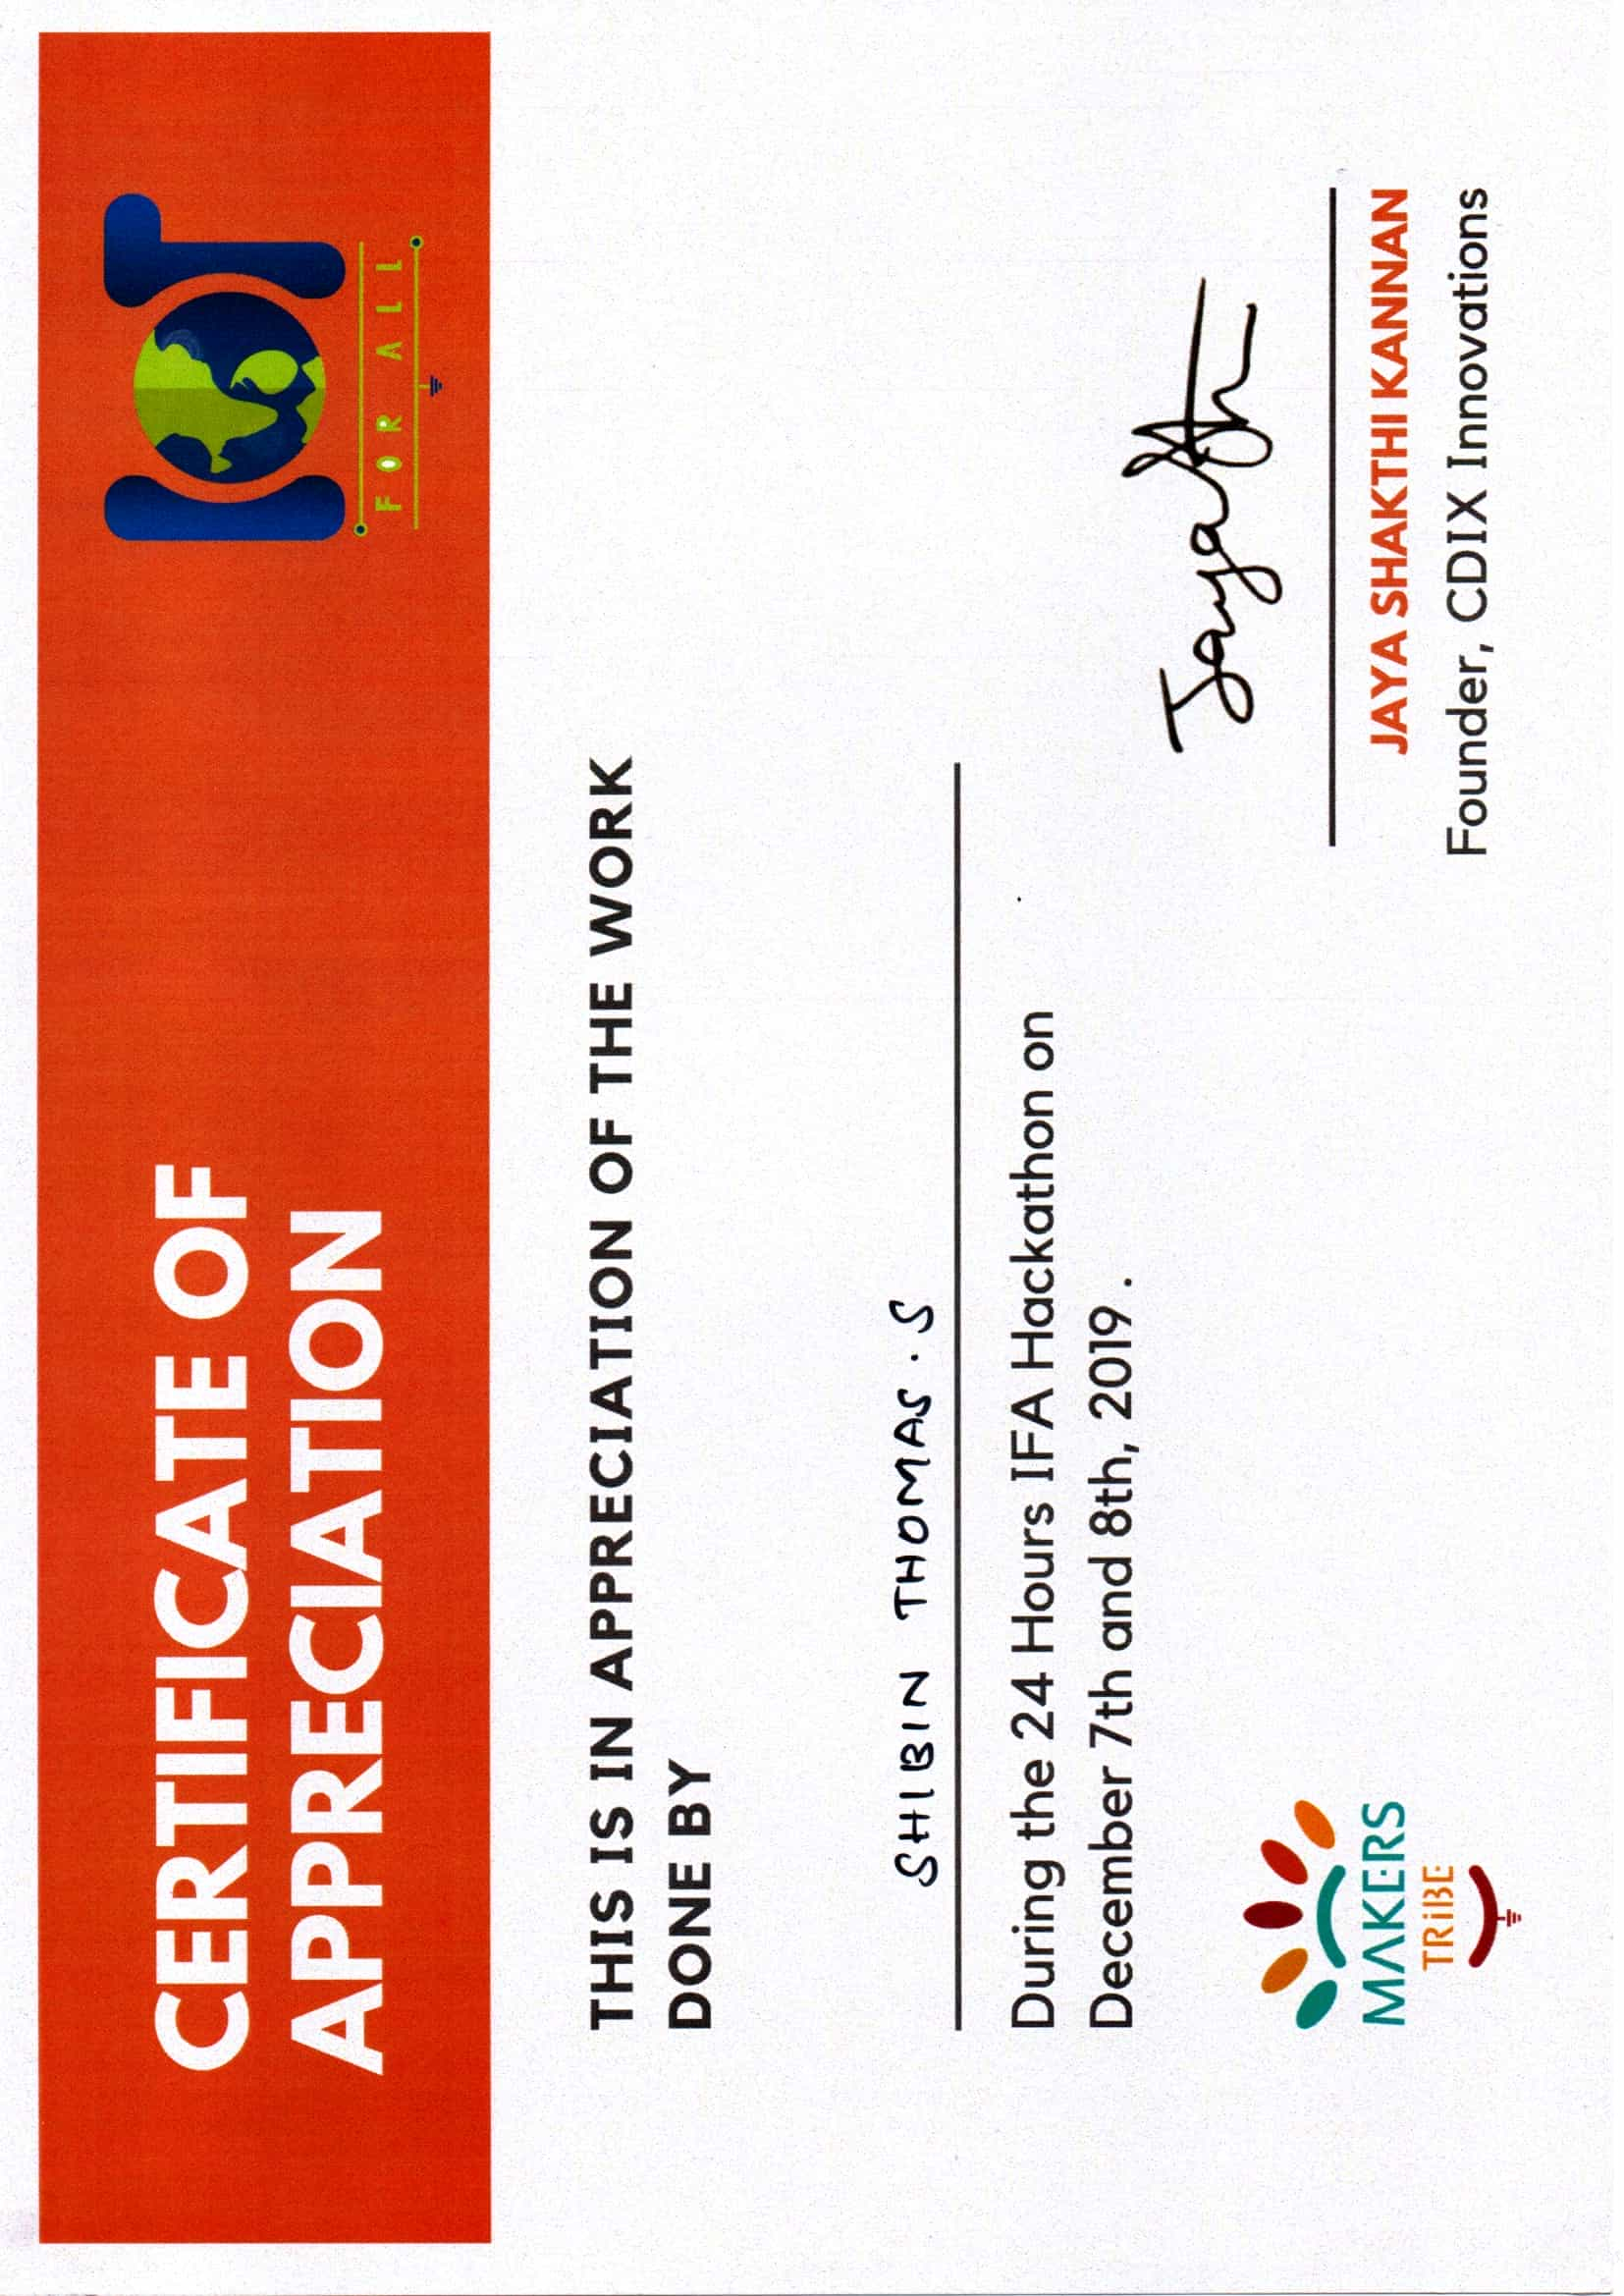 CERTIFICATE OF
APPRECIATION
IOT
FOR ALL
THIS IS IN APPRECIATION OF THE WORK
DONE BY
SHIBIN THOMAS.S
During the 24 Hours IFA Hackathon on
December 7th and 8th, 2019.
MAKERS
TRiBE
Jaya
JAYA SHAKTHI KANNAN
Founder, CDIX Innovations